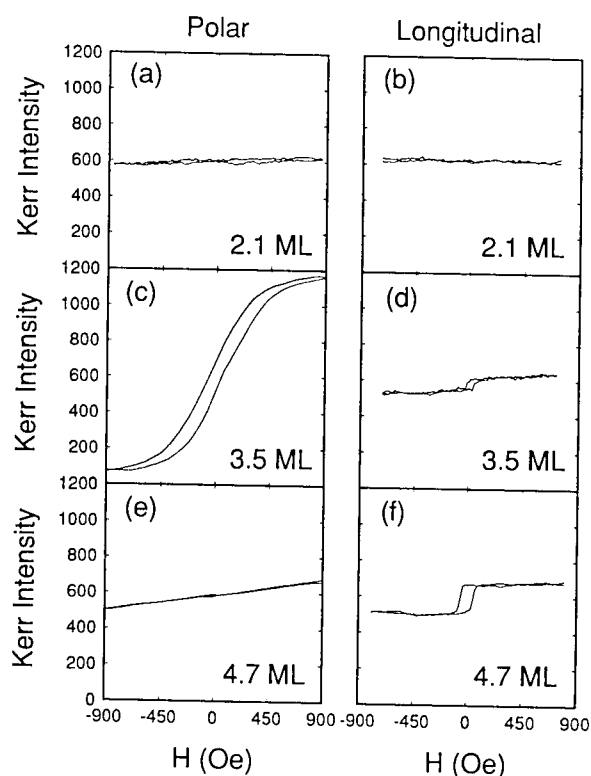 Polar
Longitudinal
1200
1000
800
600
400
200
Kerr Intensity
(a)
2.1 ML
(b)
2.1 ML
1200
1000
800
600
400
200
Kerr Intensity
(c)
3.5 ML
(d)
3.5 ML
1200
1000
800
600
400
200
0
Kerr Intensity
(e)
4.7 ML
(f)
4.7 ML
-900 -450 0 450 900
-900 -450 0 450 900
H (Oe)
H (Oe)